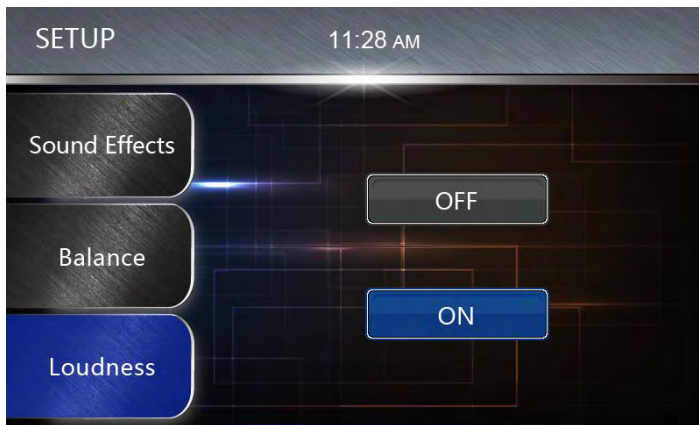 SETUP
11:28 AM
Sound Effects
Balance
Loudness
OFF
ON